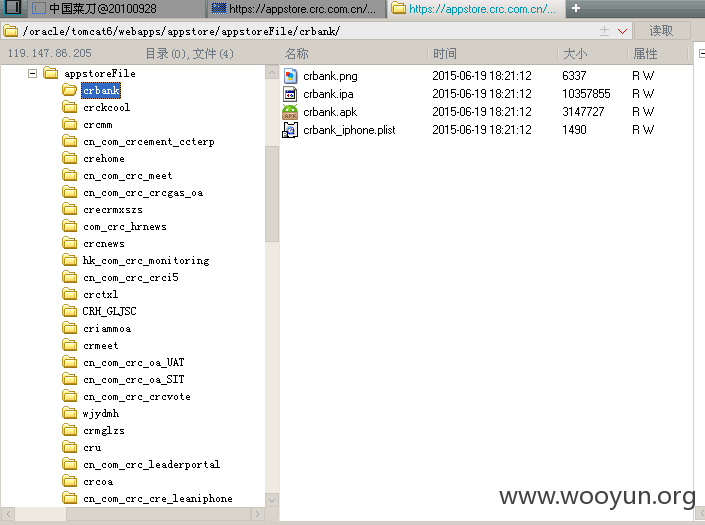 中国菜刀@20100928 https://appstore.crc.com.cn/... https://appstore.crc.com.cn/...
/oracle/tomcat6/webapps/appstore/appstoreFile/crbank/ 读取
119.147.86.205 目录(0),文件(4) 名称 时间 大小 属性
appstoreFile
crbank
crckcool
crcmm
cn_com_crcement_ccterp
crehome
cn_com_crc_meet
cn_com_crc_crcgas_oa
crecrmxszs
com_crc_hrnews
crcnews
hk_com_crc_monitoring
cn_com_crc_crci5
crctxl
CRH_GLJSC
criammoa
crmeet
cn_com_crc_oa_UAT
cn_com_crc_oa_SIT
cn_com_crc_crcvote
wjydmh
crmglzs
cru
cn_com_crc_leaderportal
crcoa
cn_com_crc_cre_leaniphone
crbank.png 2015-06-19 18:21:12 6337 R W
crbank.ipa 2015-06-19 18:21:12 10357855 R W
crbank.apk 2015-06-19 18:21:12 3147727 R W
crbank_iphone.plist 2015-06-19 18:21:12 1490 R W
www.wooyun.org